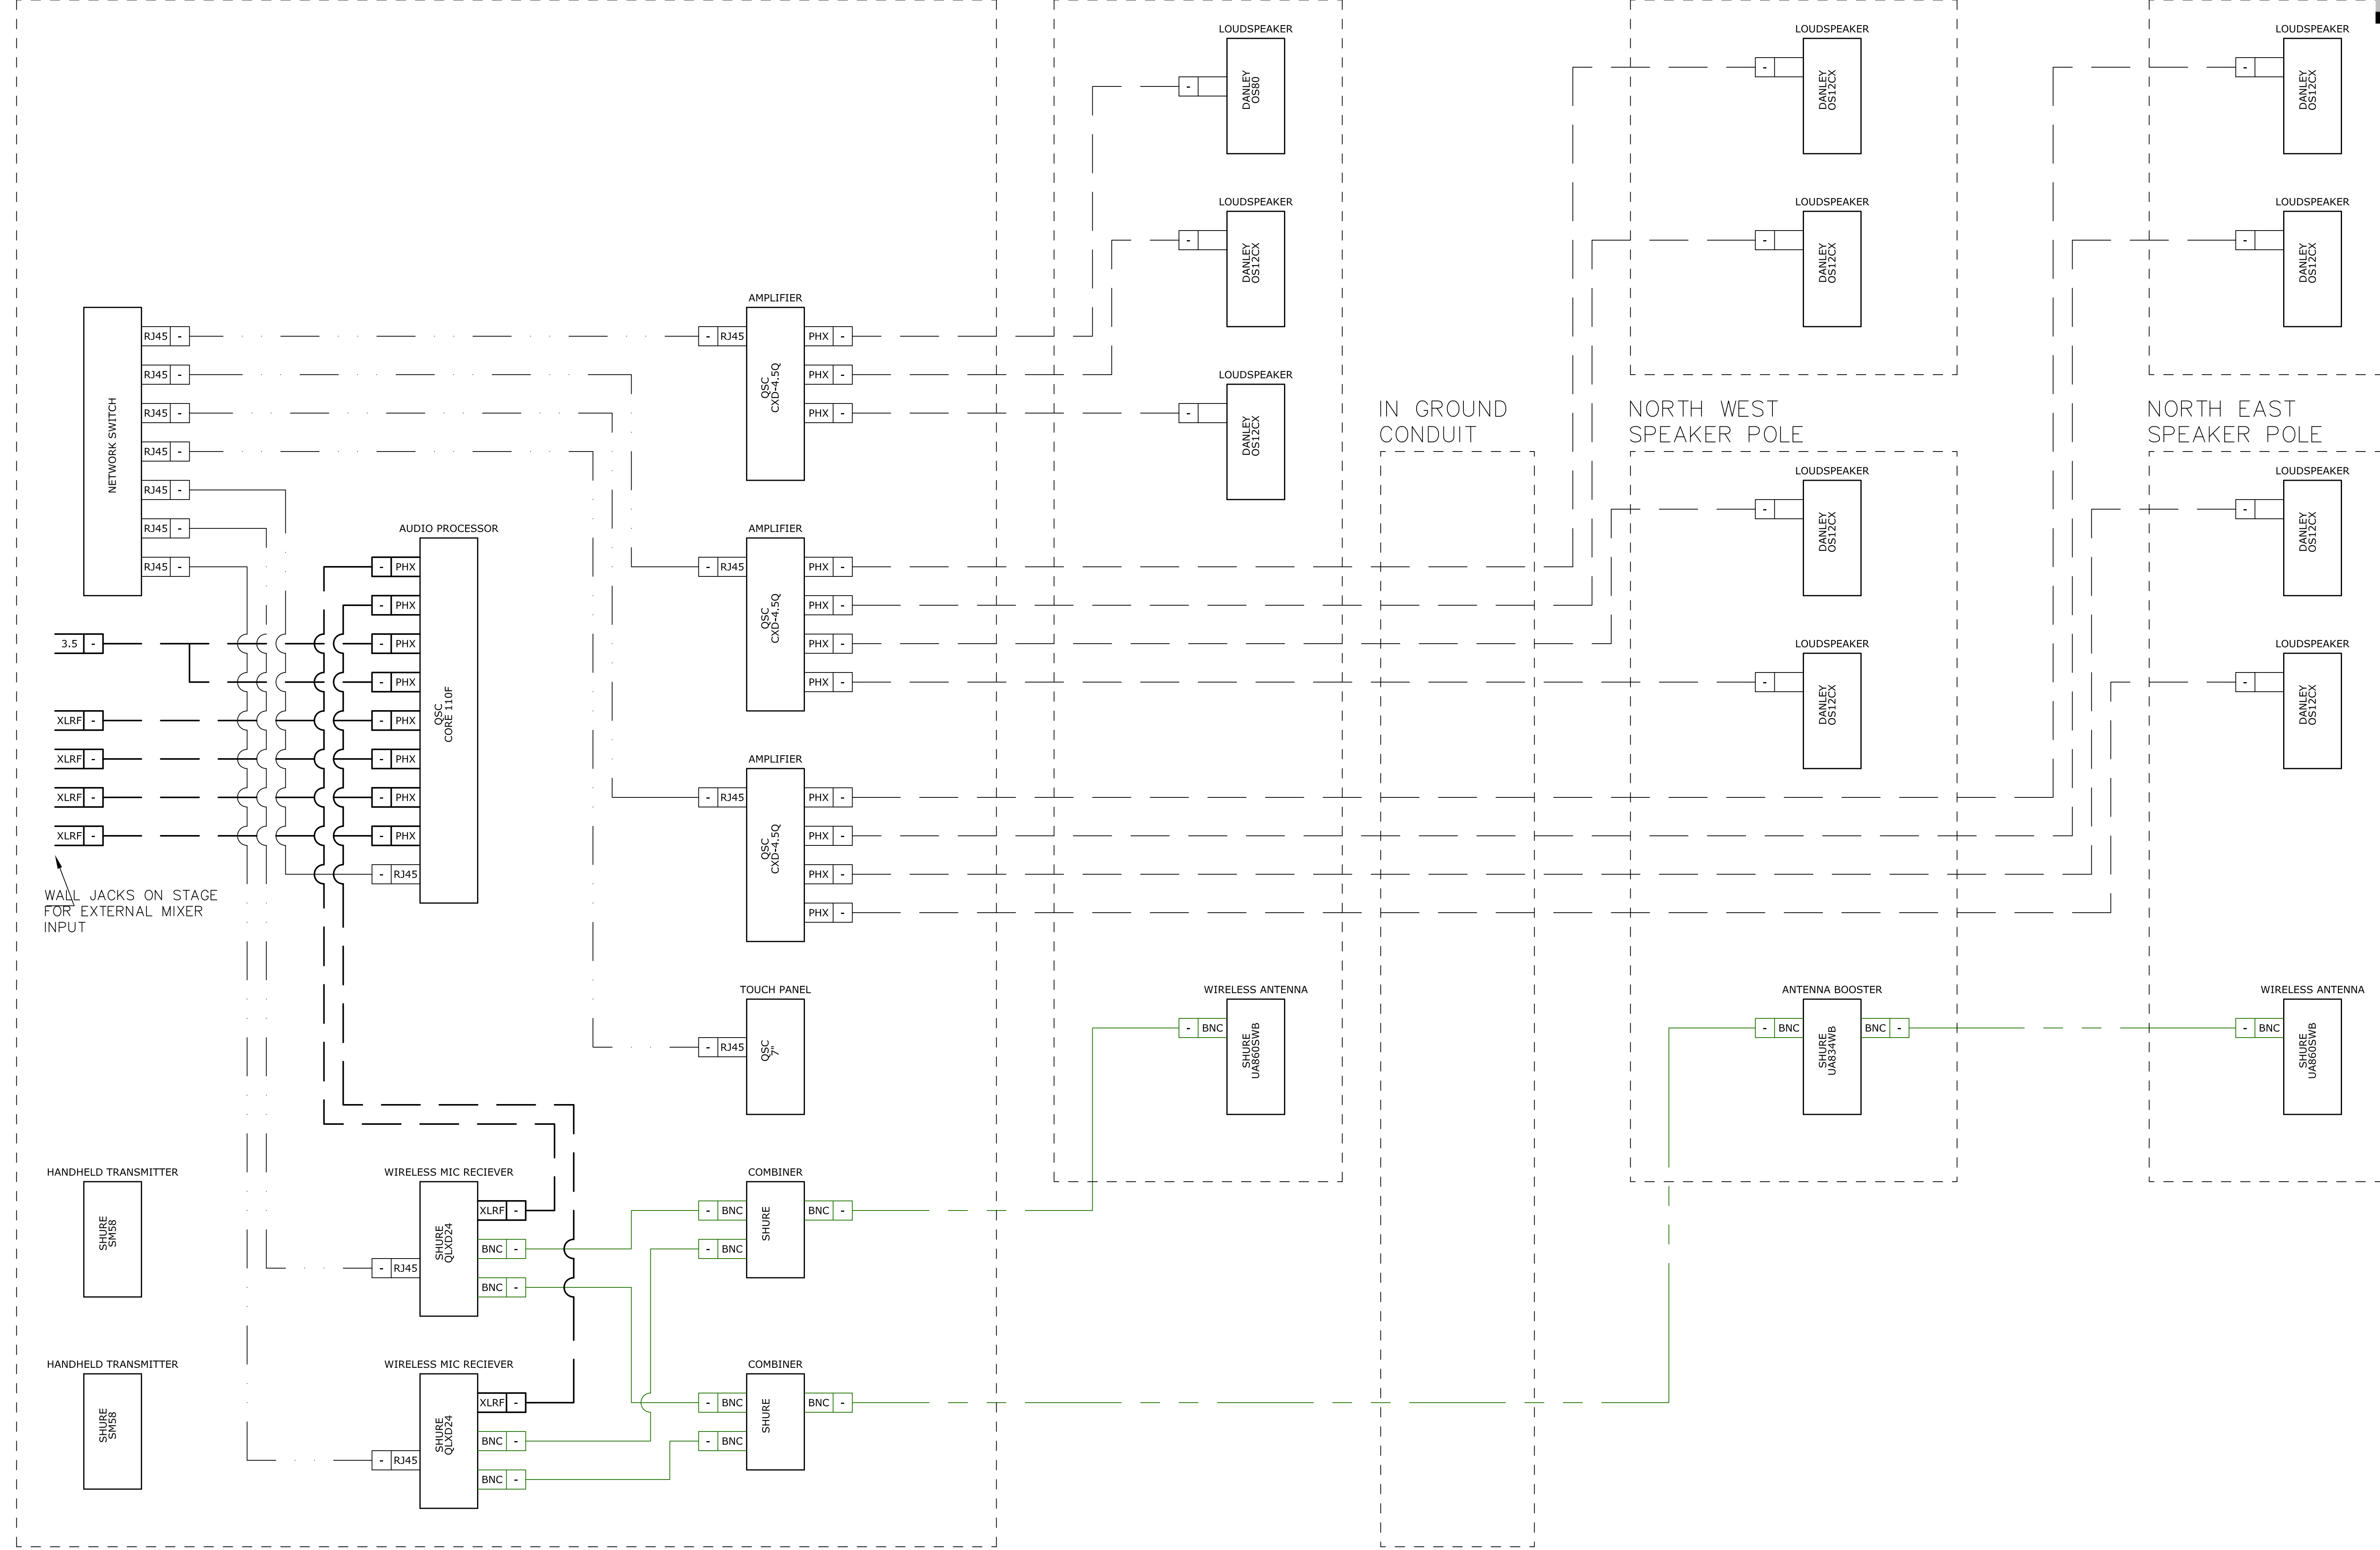 LOUDSPEAKER
DANLEY
OS80
LOUDSPEAKER
DANLEY
OS12CX
LOUDSPEAKER
DANLEY
OS12CX
LOUDSPEAKER
DANLEY
OS12CX
LOUDSPEAKER
DANLEY
OS12CX
LOUDSPEAKER
DANLEY
OS12CX
LOUDSPEAKER
DANLEY
OS12CX
NETWORK SWITCH
RJ45 -
RJ45 -
RJ45 -
RJ45 -
RJ45 -
RJ45 -
RJ45 -
AMPLIFIER
- RJ45
QSC
CXD-4.5Q
PHX -
PHX -
PHX -
LOUDSPEAKER
DANLEY
OS12CX
IN GROUND
CONDUIT
NORTH WEST
SPEAKER POLE
NORTH EAST
SPEAKER POLE
LOUDSPEAKER
DANLEY
OS12CX
LOUDSPEAKER
DANLEY
OS12CX
LOUDSPEAKER
DANLEY
OS12CX
LOUDSPEAKER
DANLEY
OS12CX
AUDIO PROCESSOR
- PHX
- PHX
- PHX
- PHX
- PHX
- PHX
- PHX
- PHX
- RJ45
QSC
CORE 110F
3.5 -
XLRF -
XLRF -
XLRF -
XLRF -
WALL JACKS ON STAGE
FOR EXTERNAL MIXER
INPUT
AMPLIFIER
- RJ45
QSC
CXD-4.5Q
PHX -
PHX -
PHX -
PHX -
AMPLIFIER
- RJ45
QSC
CXD-4.5Q
PHX -
PHX -
PHX -
PHX -
TOUCH PANEL
- RJ45
QSC
7"
WIRELESS ANTENNA
- BNC
SHURE
UA860SWB
ANTENNA BOOSTER
- BNC
SHURE
UA834WB
BNC -
WIRELESS ANTENNA
- BNC
SHURE
UA860SWB
HANDHELD TRANSMITTER
SHURE
SM58
WIRELESS MIC RECIEVER
- RJ45
SHURE
QLXD24
XLRF -
BNC -
BNC -
COMBINER
- BNC
- BNC
SHURE
BNC -
HANDHELD TRANSMITTER
SHURE
SM58
WIRELESS MIC RECIEVER
- RJ45
SHURE
QLXD24
XLRF -
BNC -
BNC -
COMBINER
- BNC
- BNC
SHURE
BNC -